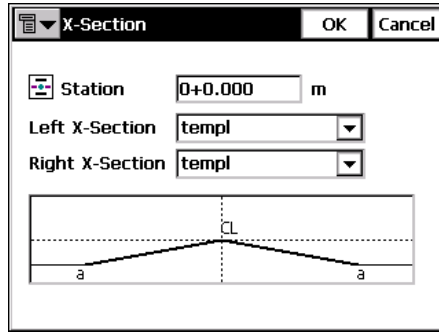 X-Section OK Cancel
Station 0+0.000 m
Left X-Section templ
Right X-Section templ
CL
a a